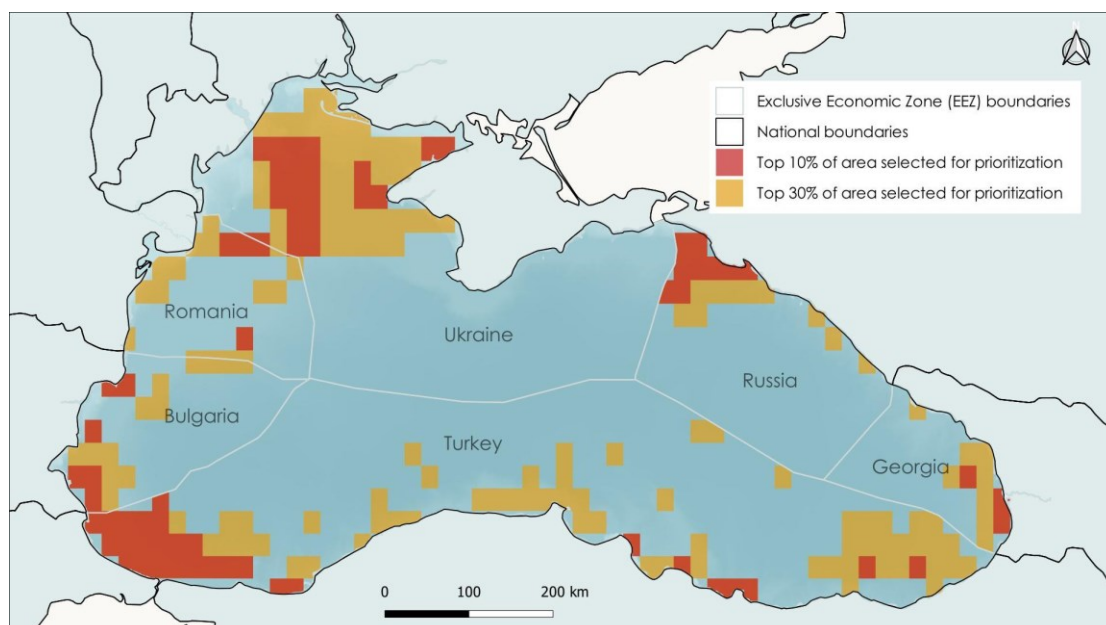 N
Exclusive Economic Zone (EEZ) boundaries
National boundaries
Top 10% of area selected for prioritization
Top 30% of area selected for prioritization
Romania
Ukraine
Russia
Bulgaria
Turkey
Georgia
0 100 200 km